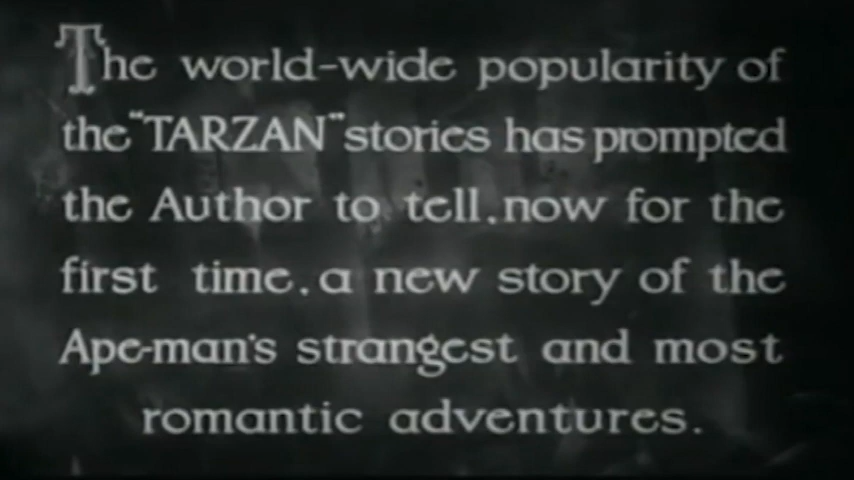 The world-wide popularity of
the "TARZAN" stories has prompted
the Author to tell, now for the
first time, a new story of the
Ape-man's strangest and most
romantic adventures.